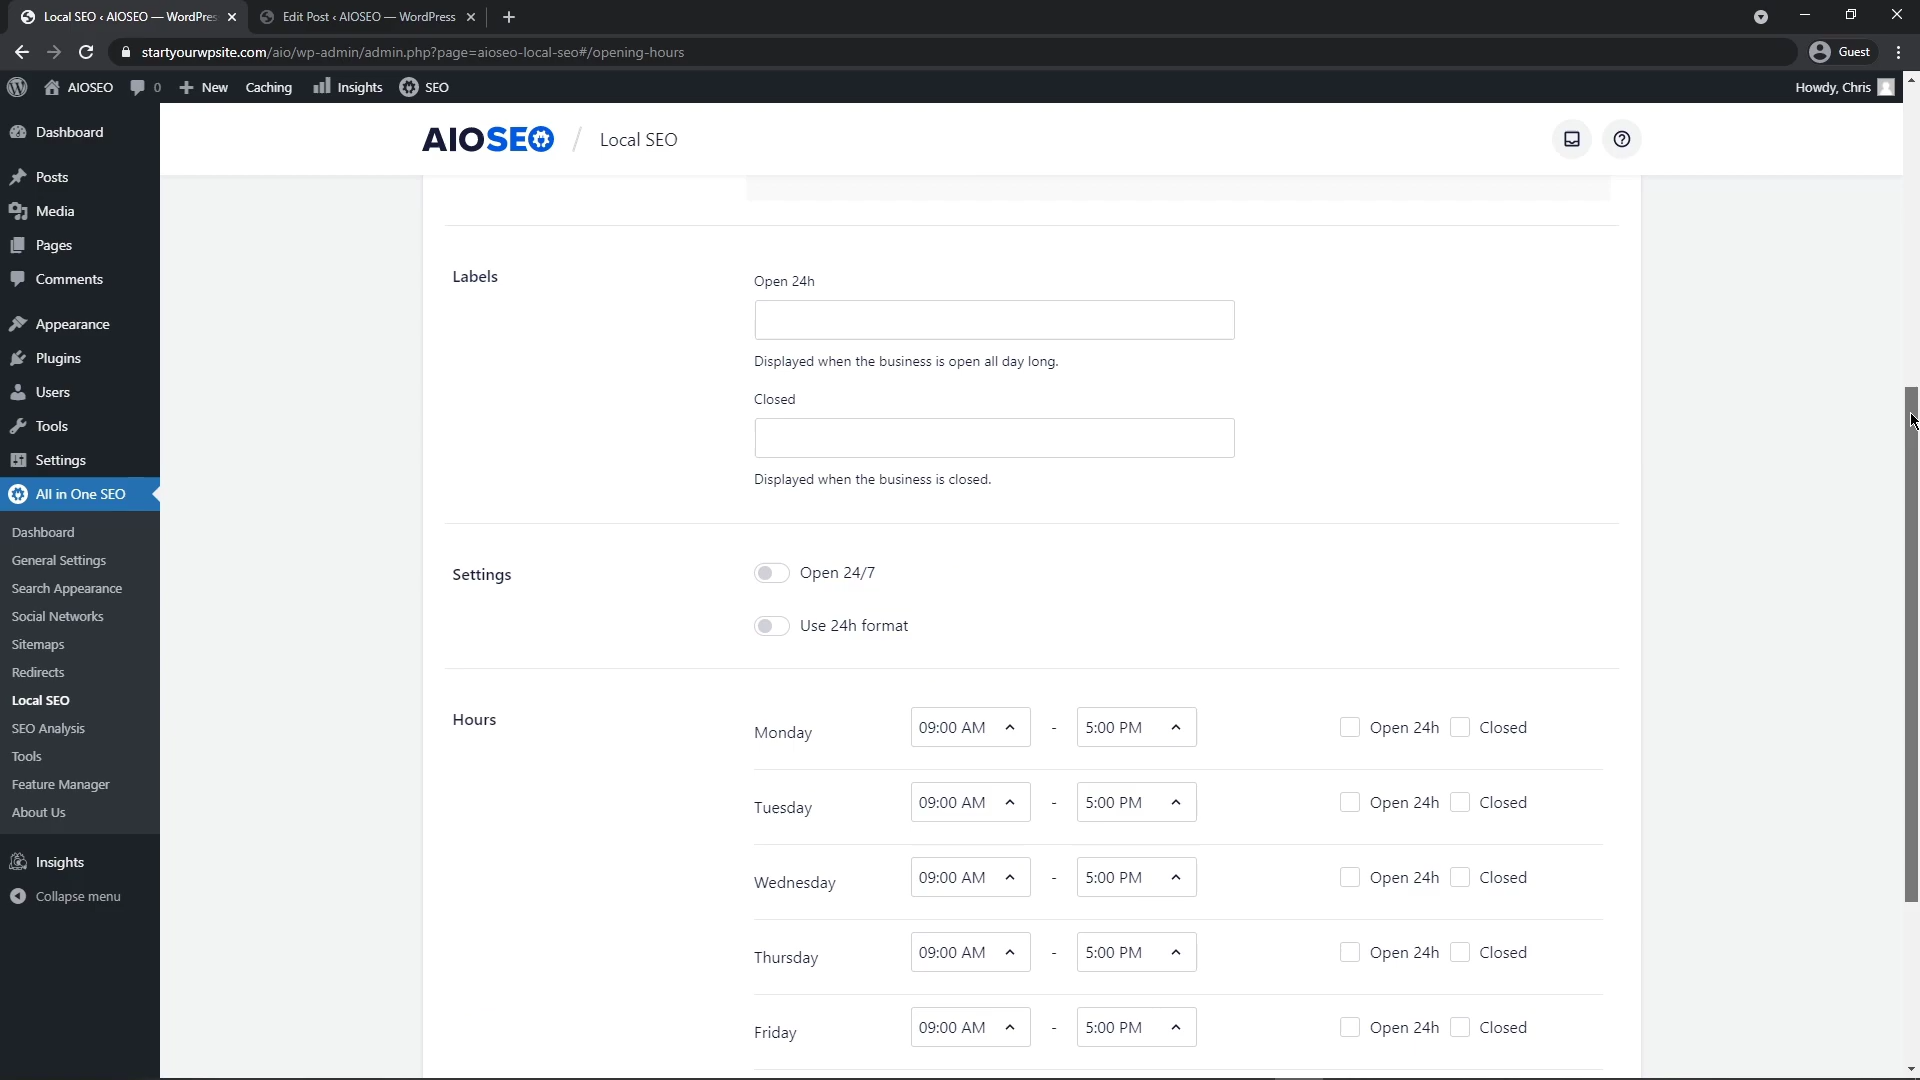 Local SEO ‹ AIOSEO — WordPres
Edit Post ‹ AIOSEO — WordPress
startyourwpsite.com/aio/wp-admin/admin.php?page=aioseo-local-seo#/opening-hours
Guest
AIOSEO
0
New
Caching
Insights
SEO
Howdy, Chris
Dashboard
Posts
Media
Pages
Comments
Appearance
Plugins
Users
Tools
Settings
All in One SEO
Dashboard
General Settings
Search Appearance
Social Networks
Sitemaps
Redirects
Local SEO
SEO Analysis
Tools
Feature Manager
About Us
Insights
Collapse menu
AIOSEO / Local SEO
Labels
Open 24h
Displayed when the business is open all day long.
Closed
Displayed when the business is closed.
Settings
Open 24/7
Use 24h format
Hours
Monday 09:00 AM - 5:00 PM Open 24h Closed
Tuesday 09:00 AM - 5:00 PM Open 24h Closed
Wednesday 09:00 AM - 5:00 PM Open 24h Closed
Thursday 09:00 AM - 5:00 PM Open 24h Closed
Friday 09:00 AM - 5:00 PM Open 24h Closed